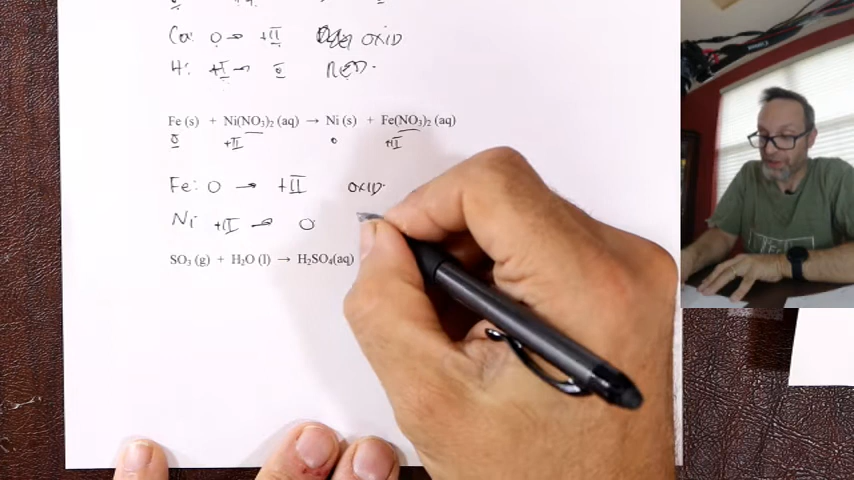 Ca: 0 → +II OXID
H: +I → 0 RED.
Fe (s) + Ni(NO₃)₂ (aq) → Ni (s) + Fe(NO₃)₂ (aq)
0 +II 0 +II
Fe: 0 → +II OXID.
Ni +II → 0
SO₃ (g) + H₂O (l) → H₂SO₄(aq)